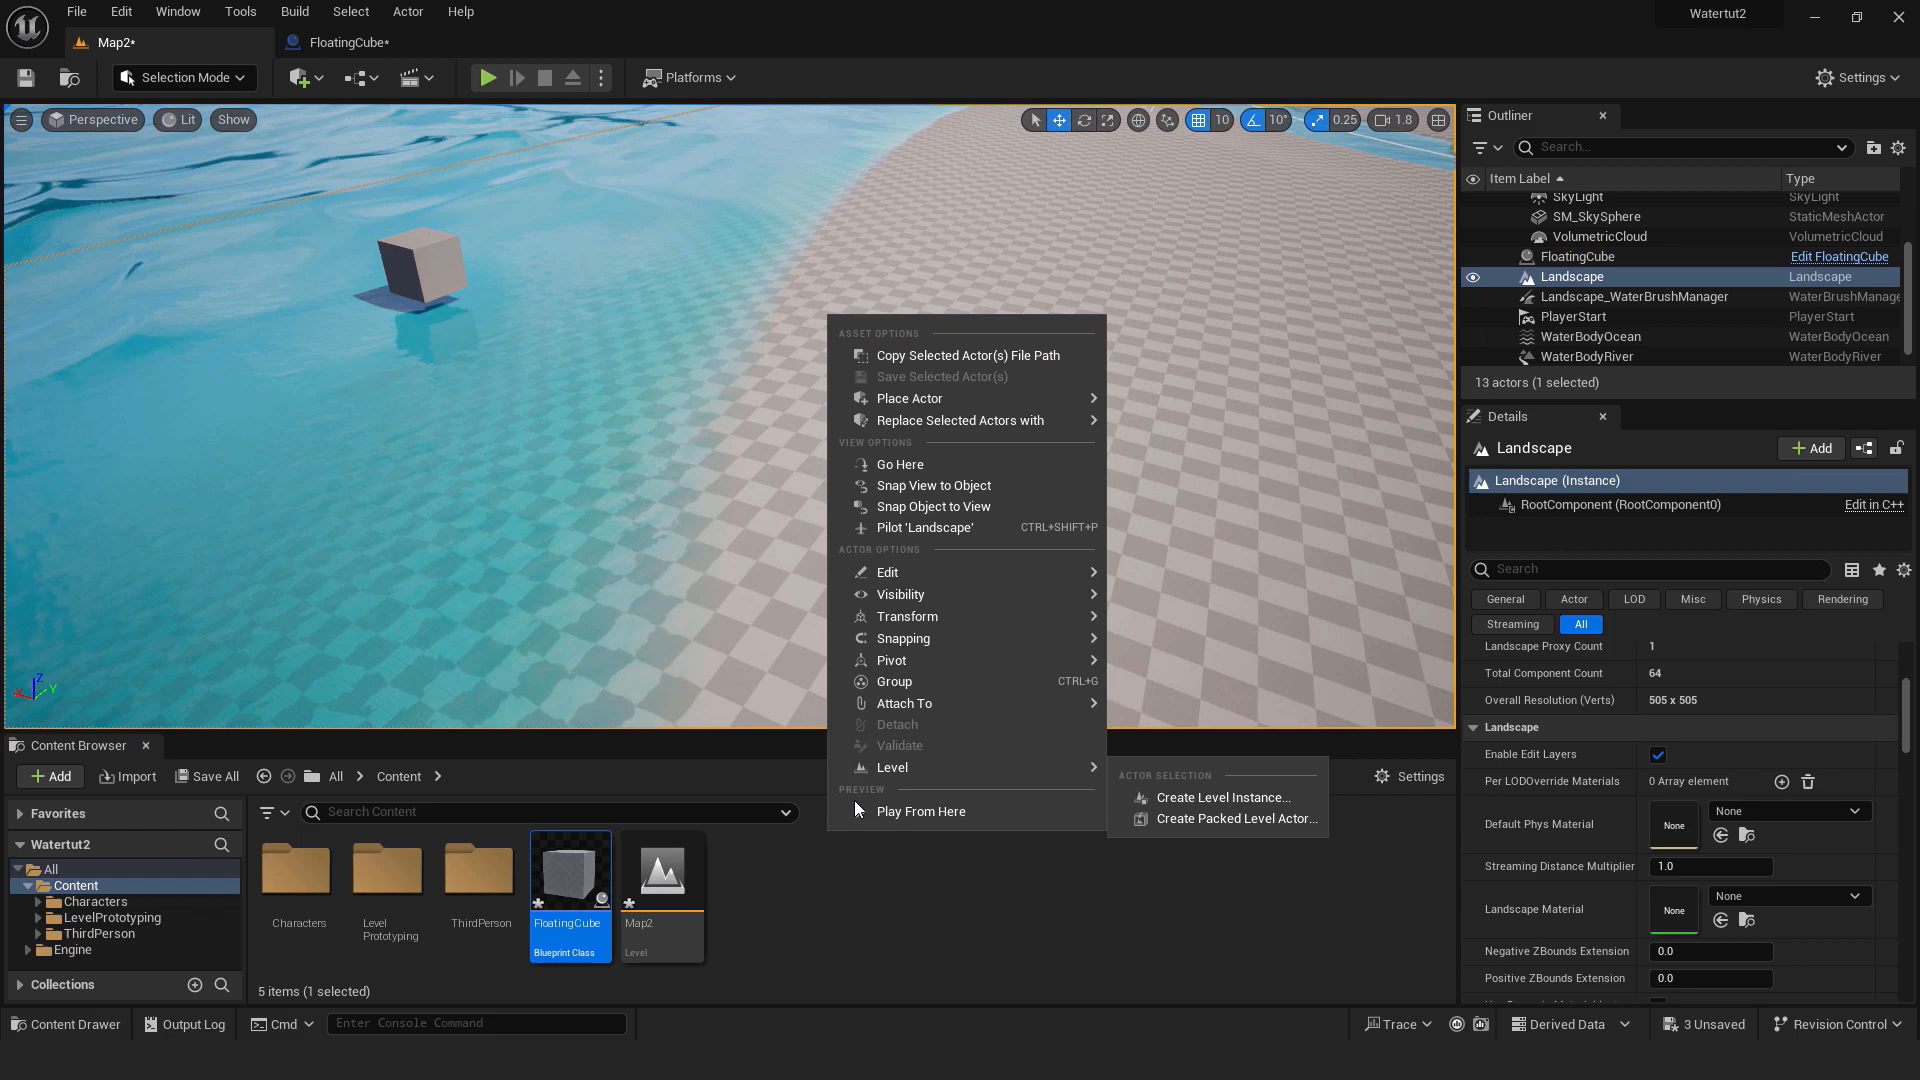 File Edit Window Tools Build Select Actor Help
Watertut2
Map2*
FloatingCube*
Selection Mode
Platforms
Settings
Perspective
Lit
Show
10
10°
0.25
1.8
Outliner
Search...
Item Label
Type
SkyLight SkyLight
SM_SkySphere StaticMeshActor
VolumetricCloud VolumetricCloud
FloatingCube Edit FloatingCube
Landscape Landscape
Landscape_WaterBrushManager WaterBrushManage
PlayerStart PlayerStart
WaterBodyOcean WaterBodyOcean
WaterBodyRiver WaterBodyRiver
13 actors (1 selected)
Details
Landscape
Add
Landscape (Instance)
RootComponent (RootComponent0) Edit in C++
Search
General Actor LOD Misc Physics Rendering
Streaming All
Landscape Proxy Count 1
Total Component Count 64
Overall Resolution (Verts) 505 x 505
Landscape
Enable Edit Layers
Per LODOverride Materials 0 Array element
Default Phys Material None None
Streaming Distance Multiplier 1.0
Landscape Material None None
Negative ZBounds Extension 0.0
Positive ZBounds Extension 0.0
ASSET OPTIONS
Copy Selected Actor(s) File Path
Save Selected Actor(s)
Place Actor
Replace Selected Actors with
VIEW OPTIONS
Go Here
Snap View to Object
Snap Object to View
Pilot 'Landscape' CTRL+SHIFT+P
ACTOR OPTIONS
Edit
Visibility
Transform
Snapping
Pivot
Group CTRL+G
Attach To
Detach
Validate
Level
PREVIEW
Play From Here
ACTOR SELECTION
Create Level Instance...
Create Packed Level Actor...
X
Y
Z
Content Browser
Add
Import
Save All
All
Content
Settings
Favorites
Watertut2
All
Content
Characters
LevelPrototyping
ThirdPerson
Engine
Collections
Search Content
Characters
Level
Prototyping
ThirdPerson
FloatingCube
Blueprint Class
Map2
Level
5 items (1 selected)
Content Drawer
Output Log
Cmd
Enter Console Command
Trace
Derived Data
3 Unsaved
Revision Control